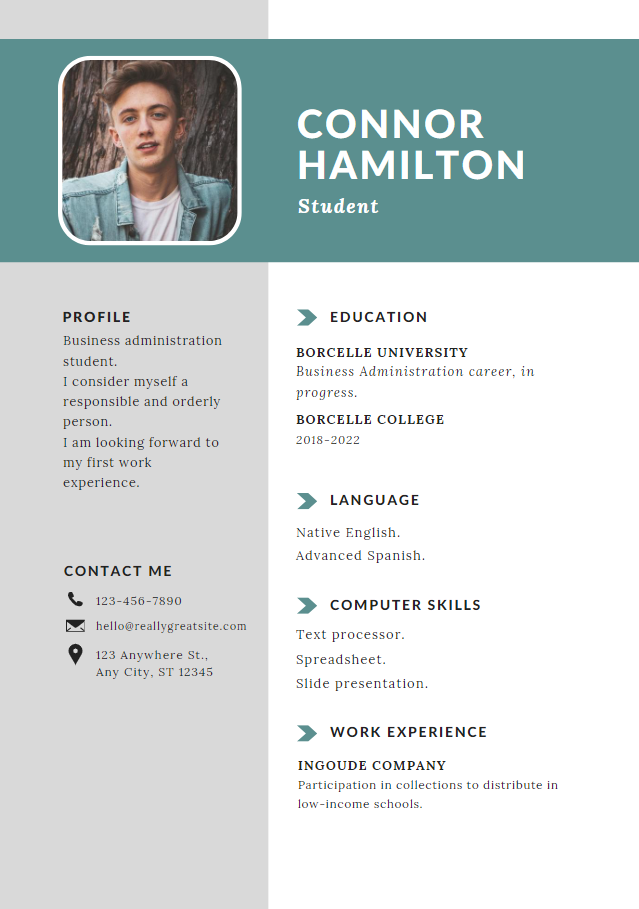 CONNOR
HAMILTON
Student
PROFILE
Business administration
student.
I consider myself a
responsible and orderly
person.
I am looking forward to
my first work
experience.
CONTACT ME
123-456-7890
hello@reallygreatsite.com
123 Anywhere St.,
Any City, ST 12345
EDUCATION
BORCELLE UNIVERSITY
Business Administration career, in
progress.
BORCELLE COLLEGE
2018-2022
LANGUAGE
Native English.
Advanced Spanish.
COMPUTER SKILLS
Text processor.
Spreadsheet.
Slide presentation.
WORK EXPERIENCE
INGOUDE COMPANY
Participation in collections to distribute in
low-income schools.